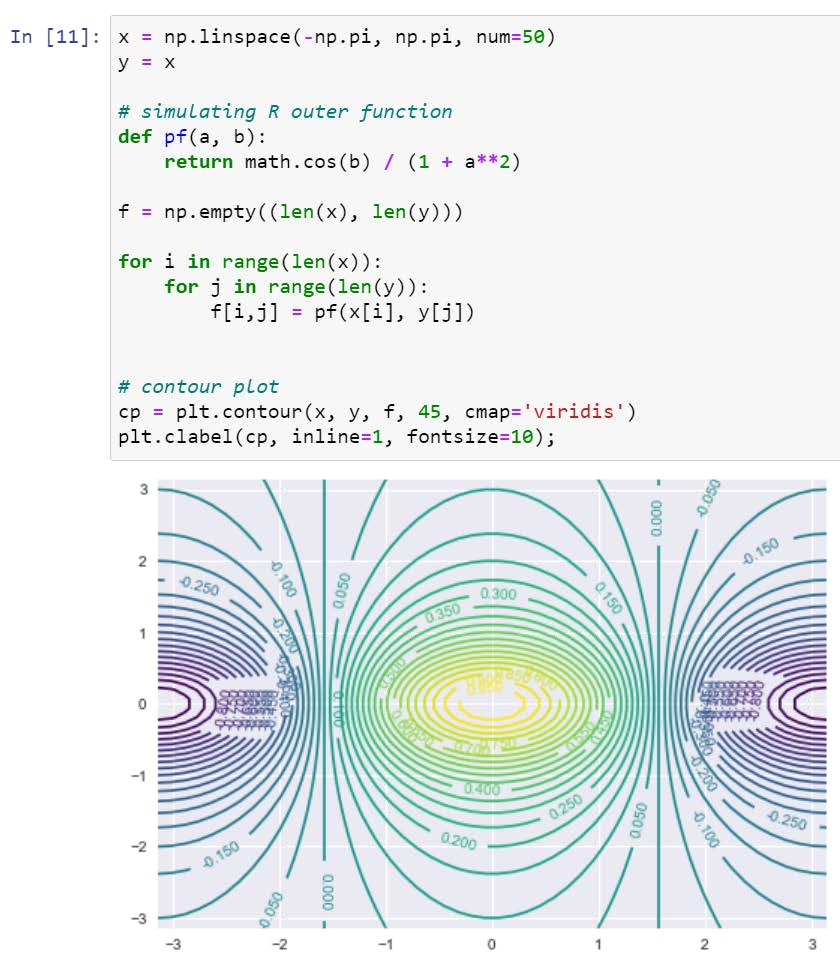 In [11]:
x = np.linspace(-np.pi, np.pi, num=50)
y = x
# simulating R outer function
def pf(a, b):
    return math.cos(b) / (1 + a**2)
f = np.empty((len(x), len(y)))
for i in range(len(x)):
    for j in range(len(y)):
        f[i,j] = pf(x[i], y[j])
# contour plot
cp = plt.contour(x, y, f, 45, cmap='viridis')
plt.clabel(cp, inline=1, fontsize=10);
3
2
1
0
−1
−2
−3
-0.250
-0.100
-0.200
0.050
0.350
0.300
0.150
0.000
-0.050
-0.150
0.100
0.400
0.250
0.200
-0.150
-0.050
0.000
0.050
-0.100
-0.200
-0.250
−3
−2
−1
0
1
2
3